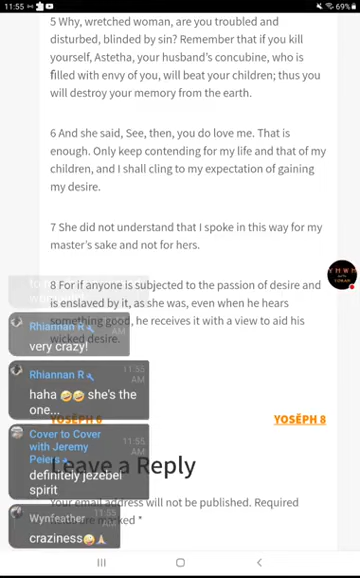 11:55
69%
5 Why, wretched woman, are you troubled and
disturbed, blinded by sin? Remember that if you kill
yourself, Astetha, your husband's concubine, who is
filled with envy of you, will beat your children; thus you
will destroy your memory from the earth.
6 And she said, See, then, you do love me. That is
enough. Only keep contending for my life and that of my
children, and I shall cling to my expectation of gaining
my desire.
7 She did not understand that I spoke in this way for my
master's sake and not for hers.
8 For if anyone is subjected to the passion of desire and
is enslaved by it, as she was, even when he hears
something good, he receives it with a view to aid his
wicked desire.
Rhiannan R
AM
very crazy!
Rhiannan R
11:55
AM
haha 🤣🤣 she's the
one...
YOSĒPH 6
YOSĒPH 8
Cover to Cover
with Jeremy
Peiers
11:55
AM
definitely jezebel
spirit
Leave a Reply
Your email address will not be published. Required
marked *
Wynfeather
11:55
AM
craziness🤪🙏